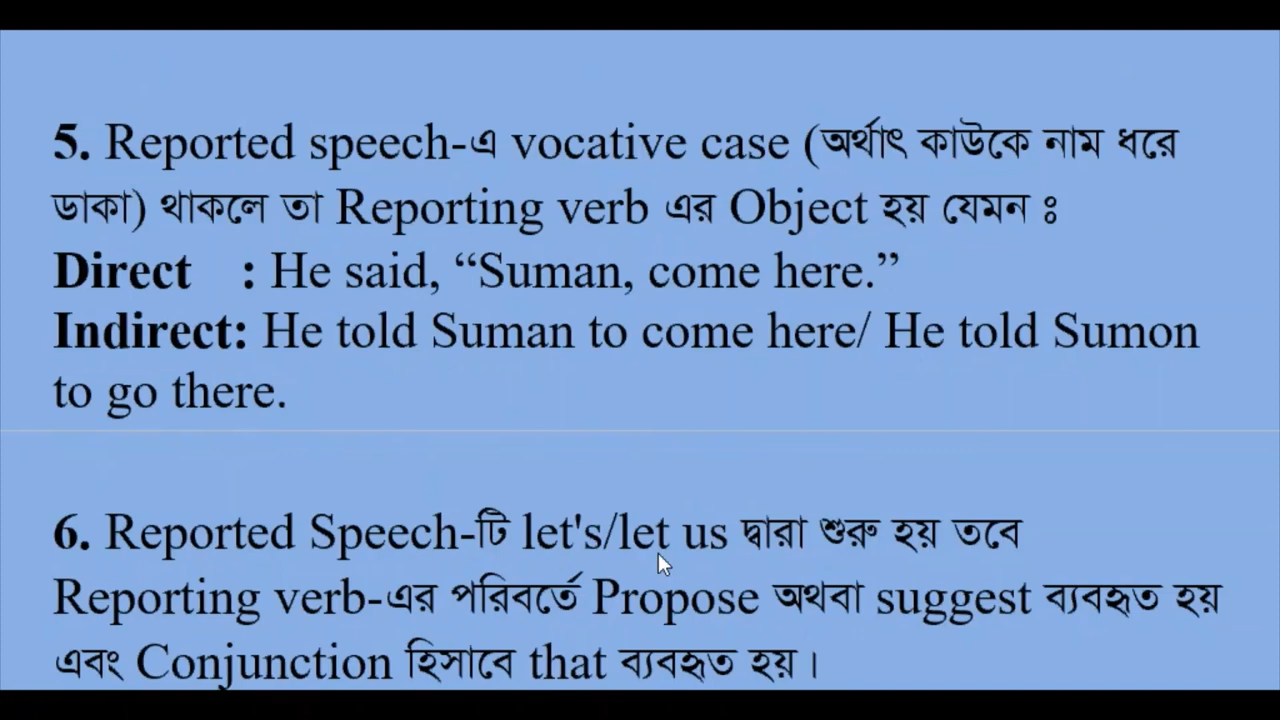 5. Reported speech-এ vocative case (অর্থাৎ কাউকে নাম ধরে
ডাকা) থাকলে তা Reporting verb এর Object হয় যেমন ঃ
Direct : He said, “Suman, come here.”
Indirect: He told Suman to come here/ He told Sumon
to go there.
6. Reported Speech-টি let's/let us দ্বারা শুরু হয় তবে
Reporting verb-এর পরিবর্তে Propose অথবা suggest ব্যবহৃত হয়
এবং Conjunction হিসাবে that ব্যবহৃত হয়।